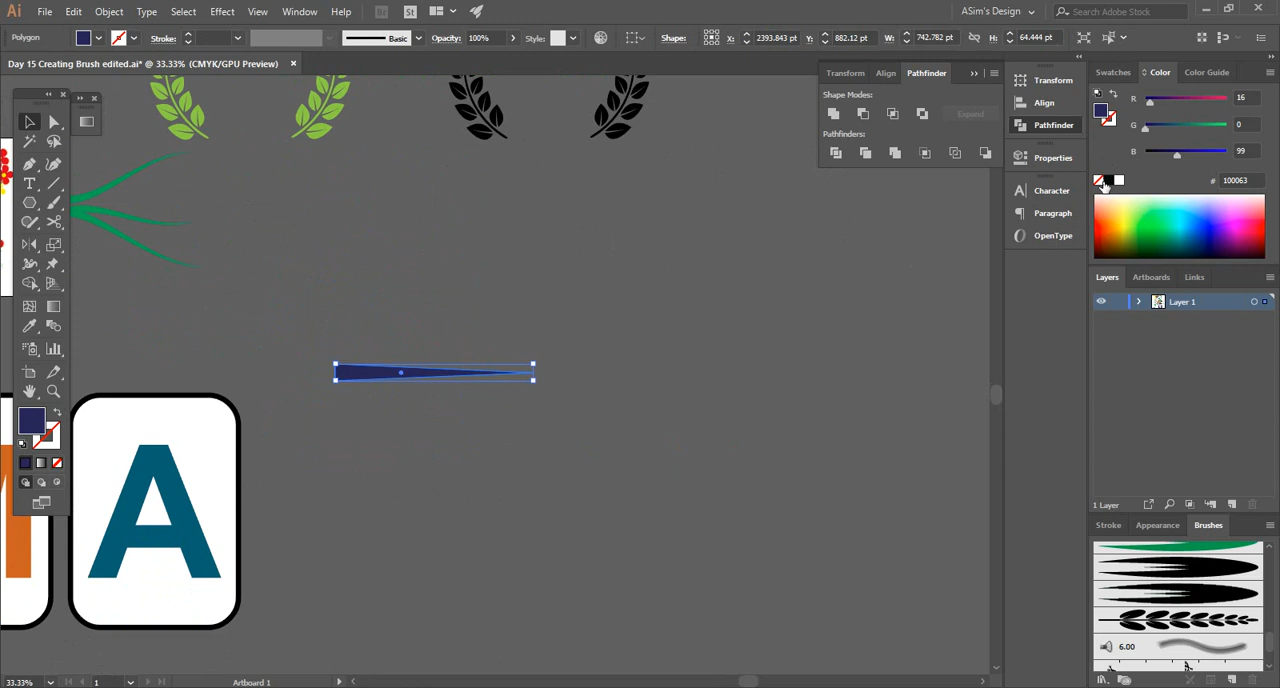 Ai File Edit Object Type Select Effect View Window Help Br St ASim's Design Search Adobe Stock
Polygon Stroke: Basic Opacity: 100% Style: Shape: X: 2393.843 pt Y: 882.12 pt W: 742.782 pt H: 64.444 pt
Day 15 Creating Brush edited.ai* @ 33.33% (CMYK/GPU Preview)
Transform Align Pathfinder
Shape Modes:
Expand
Pathfinders:
Transform
Align
Pathfinder
Properties
Character
Paragraph
OpenType
Swatches Color Color Guide
R 16
G 0
B 99
# 100063
Layers Artboards Links
Layer 1
A
1 Layer
Stroke Appearance Brushes
6.00
33.33% 1 Artboard 1